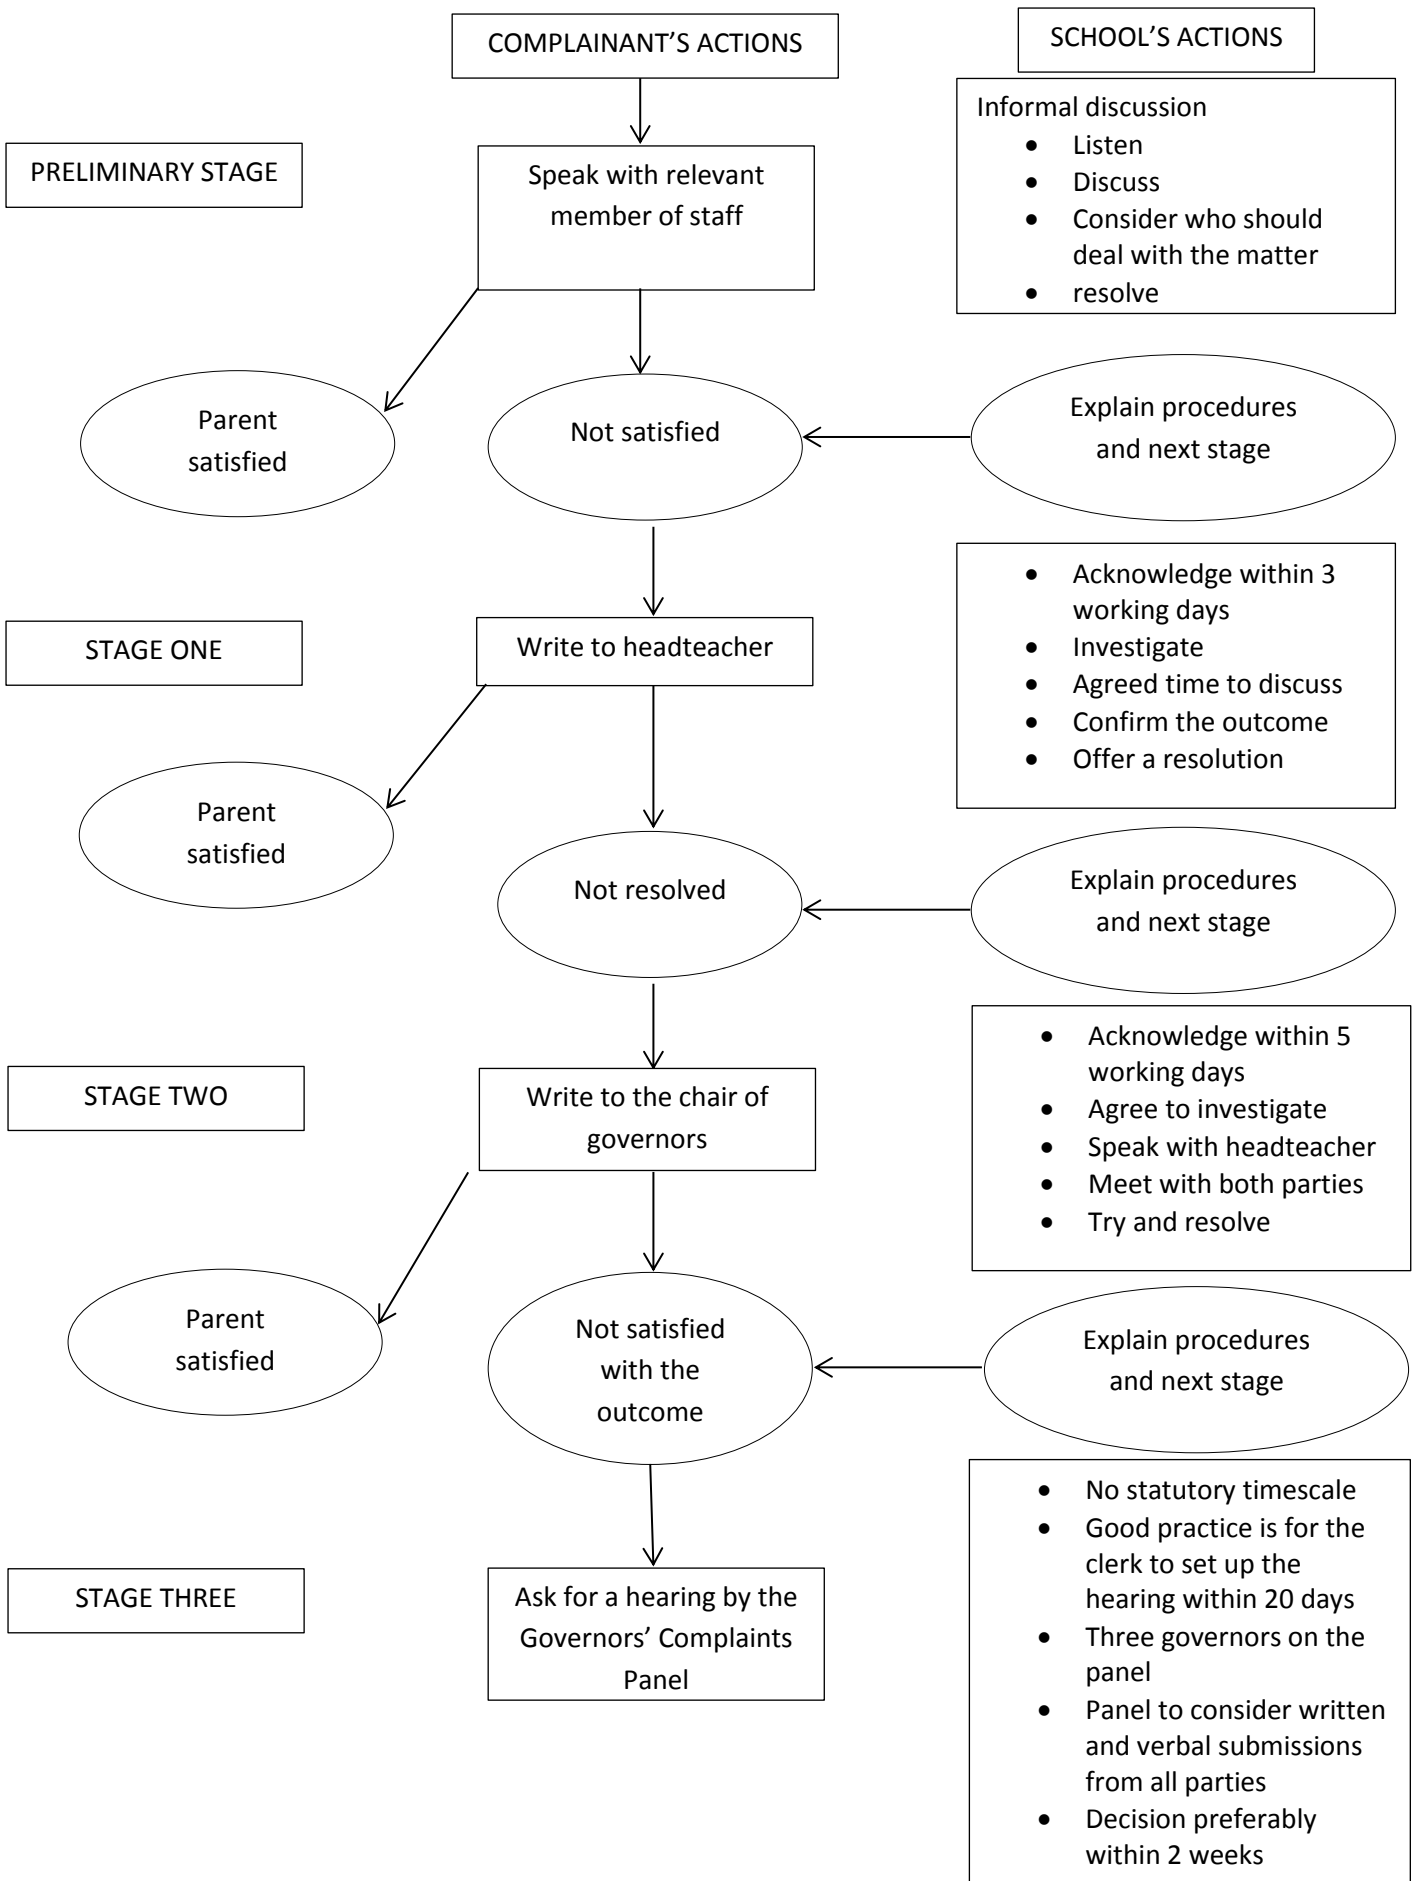 COMPLAINANT'S ACTIONS
SCHOOL'S ACTIONS
PRELIMINARY STAGE
Speak with relevant
member of staff
Informal discussion
• Listen
• Discuss
• Consider who should
deal with the matter
• resolve
Parent
satisfied
Not satisfied
Explain procedures
and next stage
STAGE ONE
Write to headteacher
• Acknowledge within 3
working days
• Investigate
• Agreed time to discuss
• Confirm the outcome
• Offer a resolution
Parent
satisfied
Not resolved
Explain procedures
and next stage
STAGE TWO
Write to the chair of
governors
• Acknowledge within 5
working days
• Agree to investigate
• Speak with headteacher
• Meet with both parties
• Try and resolve
Parent
satisfied
Not satisfied
with the
outcome
Explain procedures
and next stage
STAGE THREE
Ask for a hearing by the
Governors' Complaints
Panel
• No statutory timescale
• Good practice is for the
clerk to set up the
hearing within 20 days
• Three governors on the
panel
• Panel to consider written
and verbal submissions
from all parties
• Decision preferably
within 2 weeks